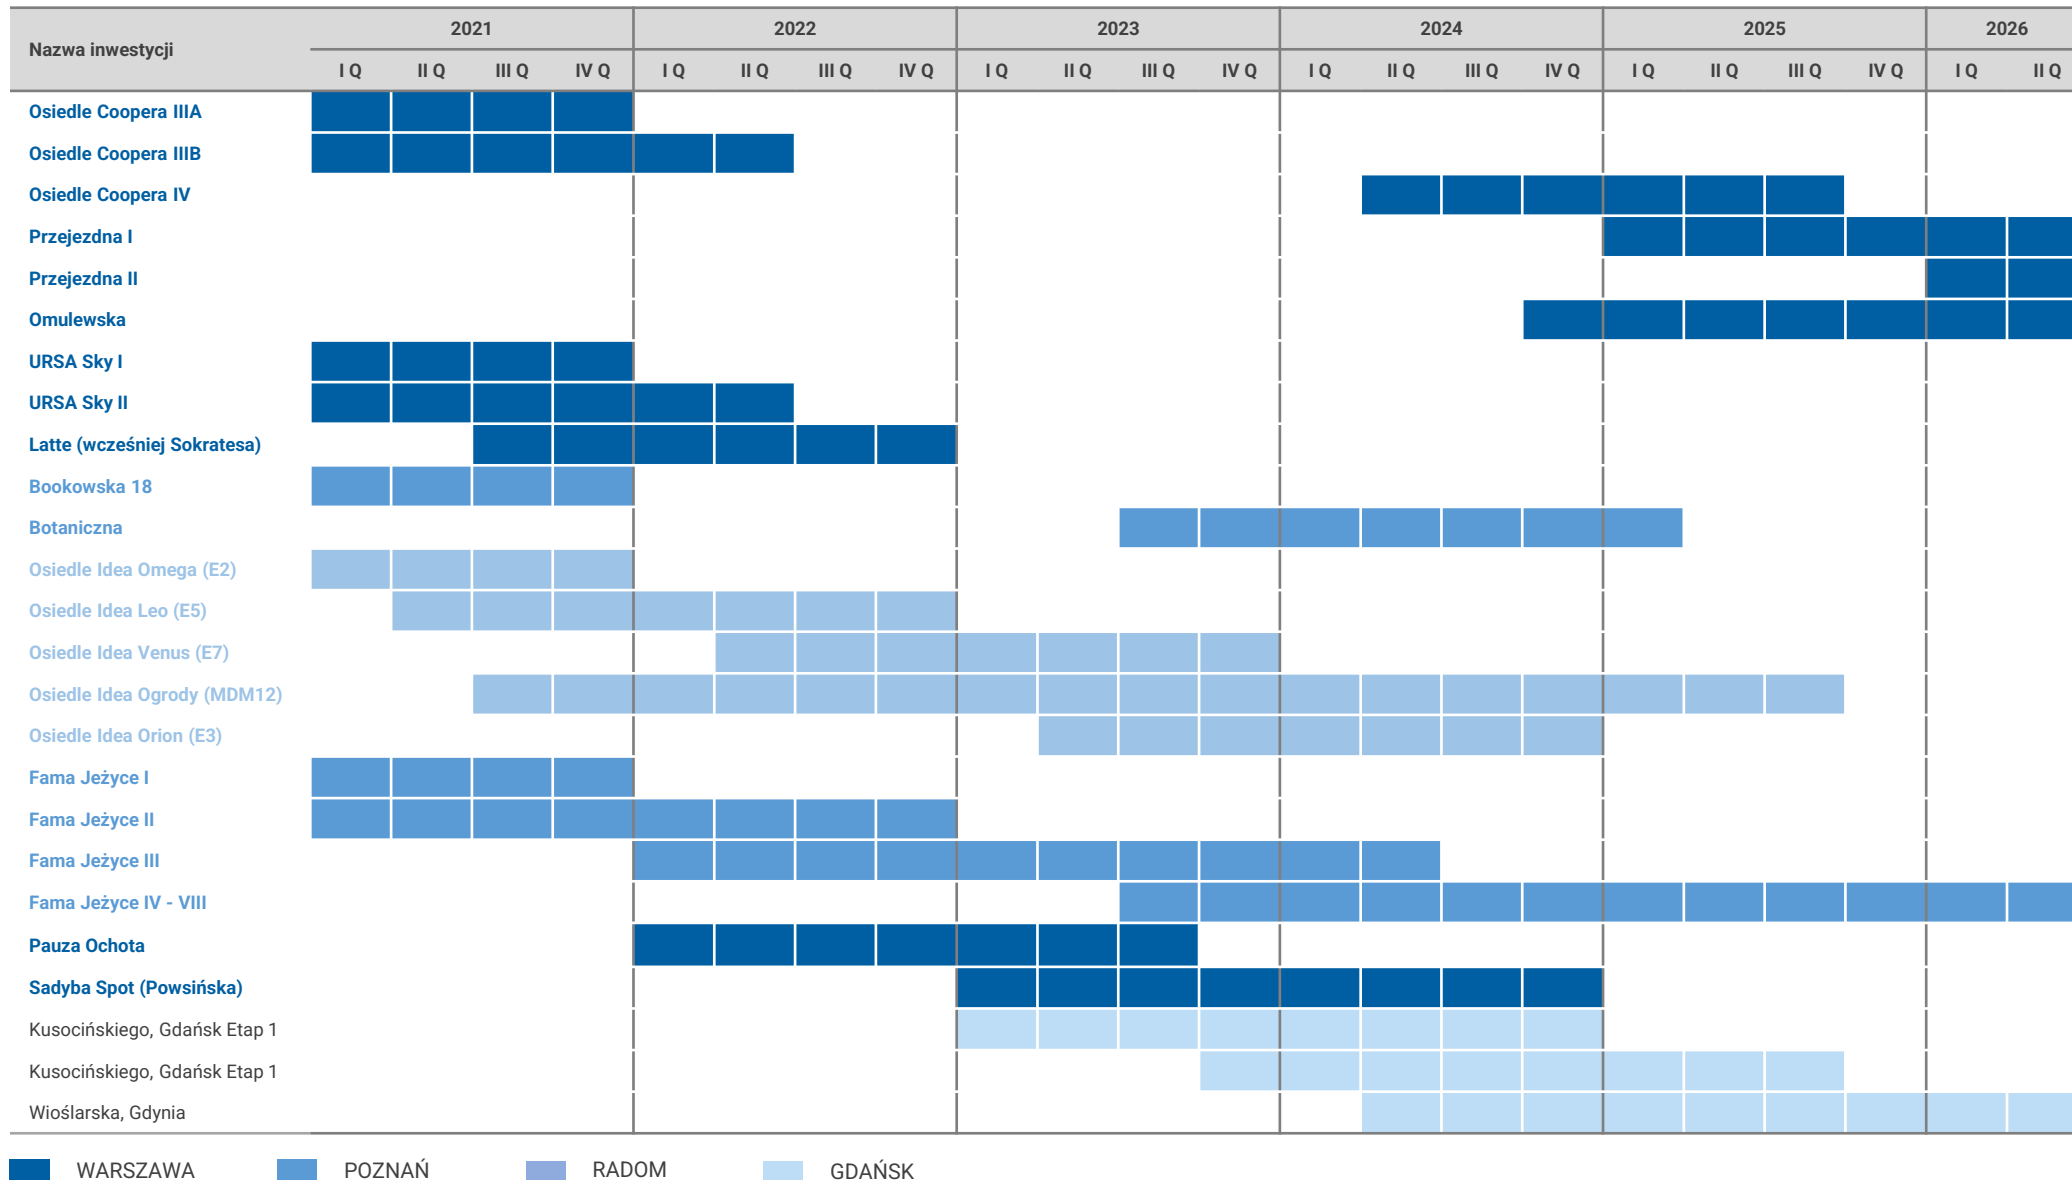 Nazwa inwestycji
2021 2022 2023 2024 2025 2026
I Q II Q III Q IV Q I Q II Q III Q IV Q I Q II Q III Q IV Q I Q II Q III Q IV Q I Q II Q III Q IV Q I Q II Q
Osiedle Coopera IIIA
Osiedle Coopera IIIB
Osiedle Coopera IV
Przejezdna I
Przejezdna II
Omulewska
URSA Sky I
URSA Sky II
Latte (wcześniej Sokratesa)
Bookowska 18
Botaniczna
Osiedle Idea Omega (E2)
Osiedle Idea Leo (E5)
Osiedle Idea Venus (E7)
Osiedle Idea Ogrody (MDM12)
Osiedle Idea Orion (E3)
Fama Jeżyce I
Fama Jeżyce II
Fama Jeżyce III
Fama Jeżyce IV - VIII
Pauza Ochota
Sadyba Spot (Powsińska)
Kusocińskiego, Gdańsk Etap 1
Kusocińskiego, Gdańsk Etap 1
Wioślarska, Gdynia
WARSZAWA POZNAŃ RADOM GDAŃSK